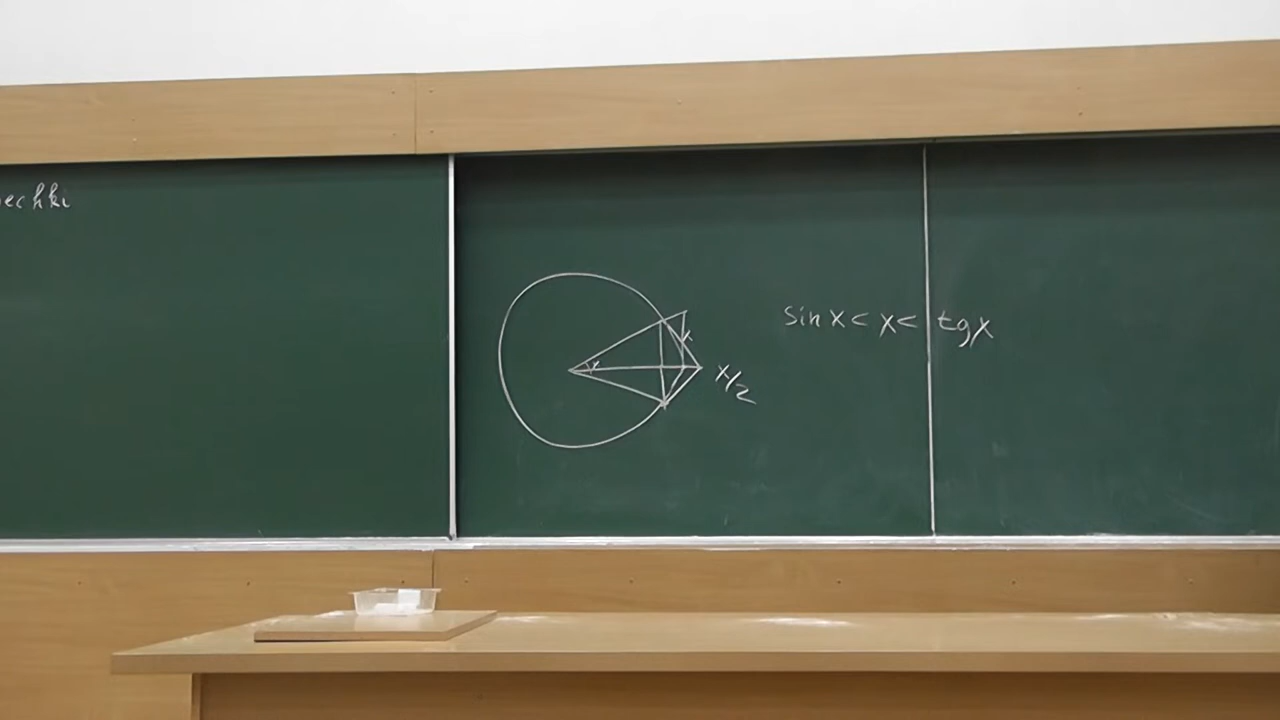 sin x < x < tg x
x
x
x/2